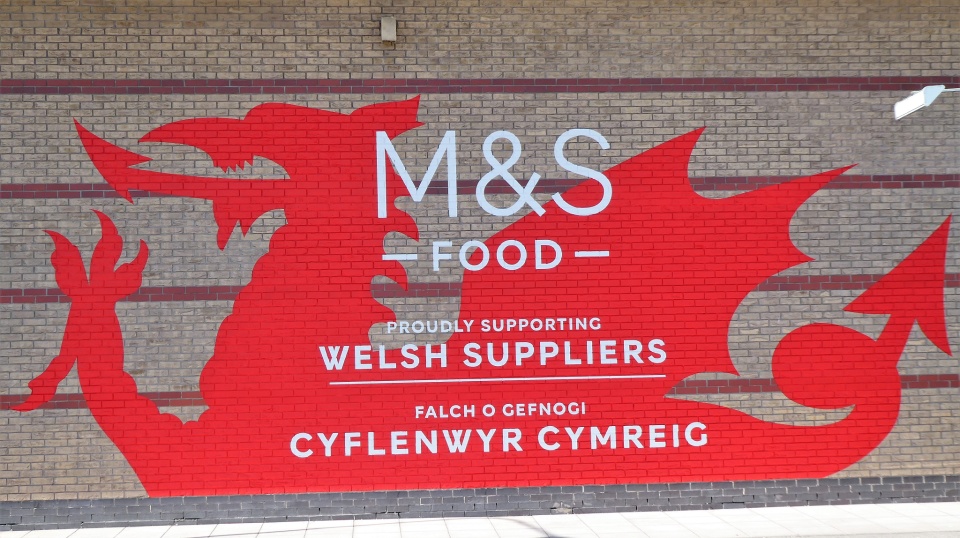 M&S
— FOOD —
PROUDLY SUPPORTING
WELSH SUPPLIERS
FALCH O GEFNOGI
CYFLENWYR CYMREIG